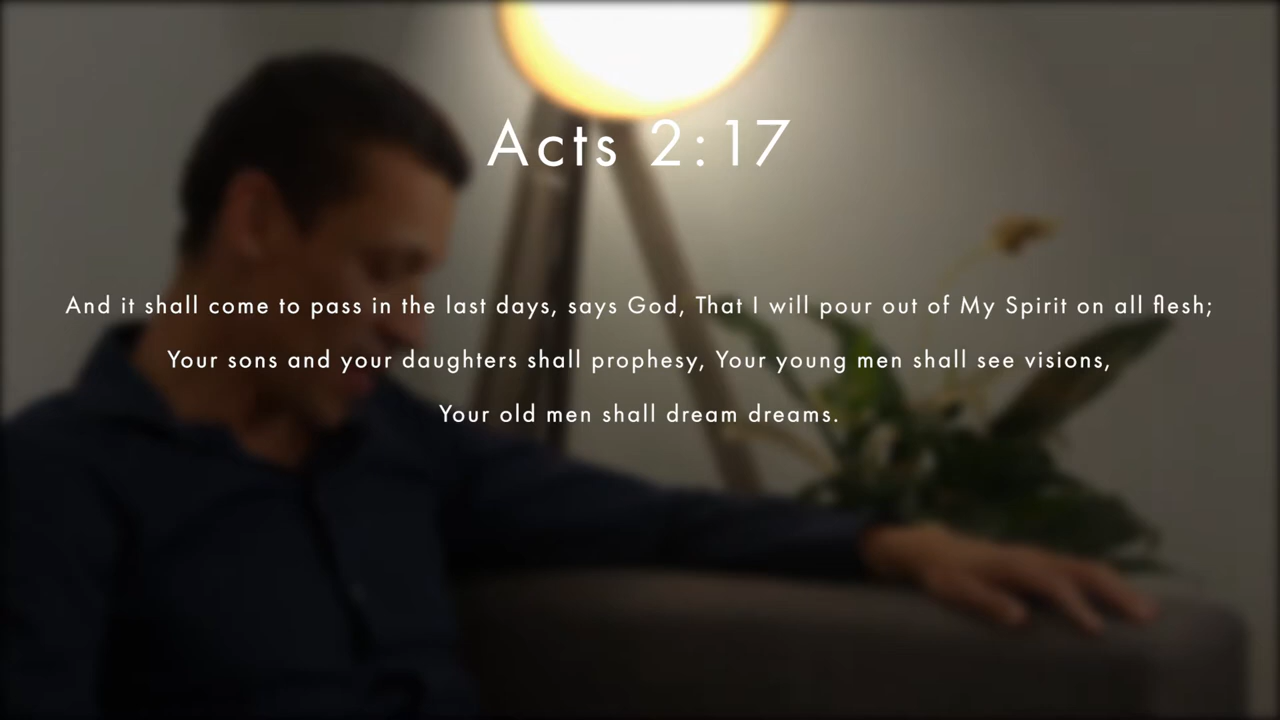 Acts 2:17
And it shall come to pass in the last days, says God, That I will pour out of My Spirit on all flesh;
Your sons and your daughters shall prophesy, Your young men shall see visions,
Your old men shall dream dreams.